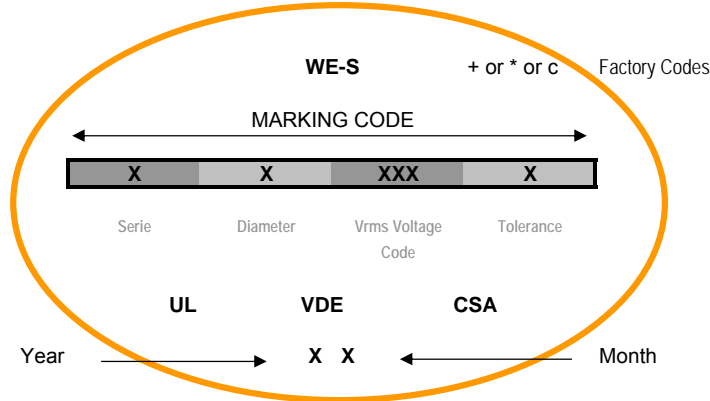 WE-S + or * or c Factory Codes
MARKING CODE
X X XXX X
Serie Diameter Vrms Voltage Tolerance
Code
UL VDE CSA
Year X X Month